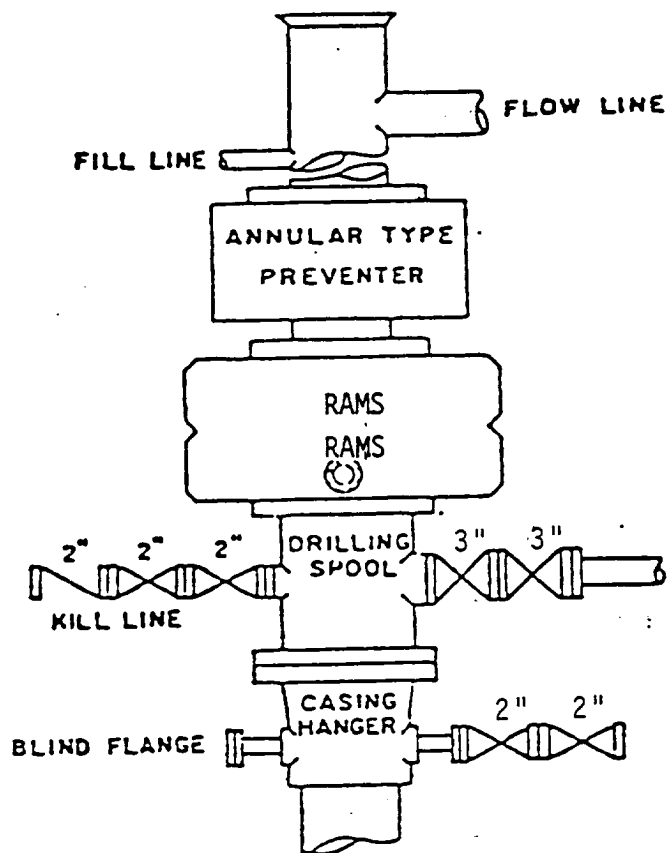 FLOW LINE
FILL LINE
ANNULAR TYPE
PREVENTER
RAMS
RAMS
2" 2" 2"
DRILLING
SPOOL
3" 3"
KILL LINE
CASING
HANGER
2" 2"
BLIND FLANGE